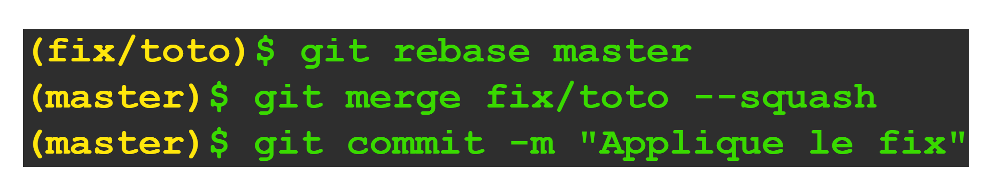 (fix/toto)$ git rebase master
(master)$ git merge fix/toto --squash
(master)$ git commit -m "Applique le fix"